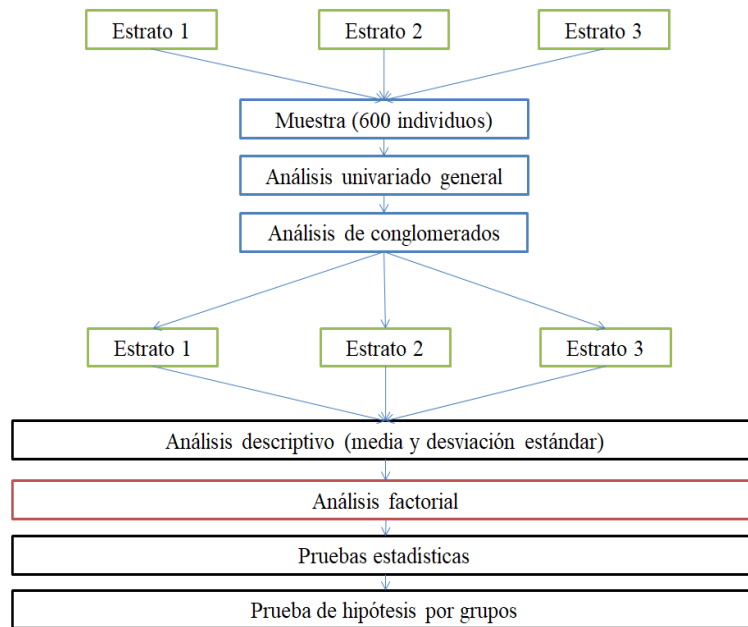 Estrato 1
Estrato 2
Estrato 3
Muestra (600 individuos)
Análisis univariado general
Análisis de conglomerados
Estrato 1
Estrato 2
Estrato 3
Análisis descriptivo (media y desviación estándar)
Análisis factorial
Pruebas estadísticas
Prueba de hipótesis por grupos